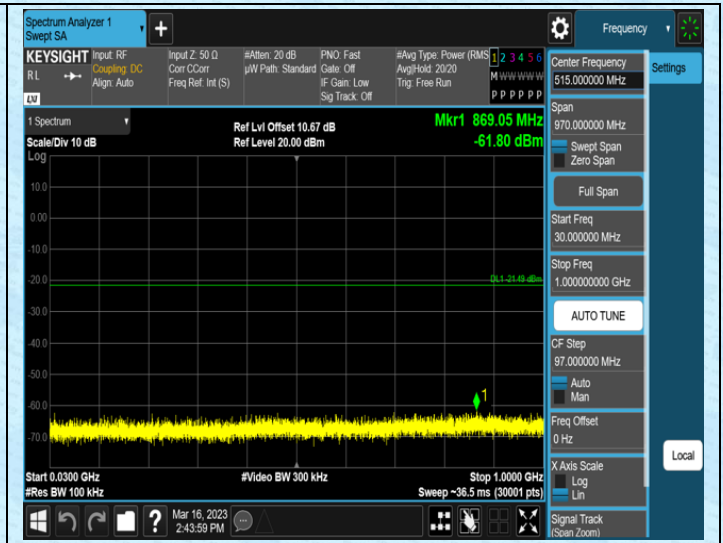 Spectrum Analyzer 1
Swept SA
+
Frequency
KEYSIGHT
RL
LXI
Input: RF
Coupling: DC
Align: Auto
Input Z: 50 Ω
Corr CCorr
Freq Ref: Int (S)
#Atten: 20 dB
µW Path: Standard
PNO: Fast
Gate: Off
IF Gain: Low
Sig Track: Off
#Avg Type: Power (RMS
Avg|Hold: 20/20
Trig: Free Run
1 2 3 4 5 6
M W W W W W
P P P P P P
1 Spectrum
Scale/Div 10 dB
Log
Ref Lvl Offset 10.67 dB
Ref Level 20.00 dBm
Mkr1 869.05 MHz
-61.80 dBm
10.0
0.00
-10.0
-20.0
DL1 -21.49 dBm
-30.0
-40.0
-50.0
-60.0
1
-70.0
Start 0.0300 GHz
#Res BW 100 kHz
#Video BW 300 kHz
Stop 1.0000 GHz
Sweep ~36.5 ms (30001 pts)
?
Mar 16, 2023
2:43:59 PM
Center Frequency
515.000000 MHz
Span
970.000000 MHz
Swept Span
Zero Span
Full Span
Start Freq
30.000000 MHz
Stop Freq
1.000000000 GHz
AUTO TUNE
CF Step
97.000000 MHz
Auto
Man
Freq Offset
0 Hz
X Axis Scale
Log
Lin
Signal Track
(Span Zoom)
Settings
Local